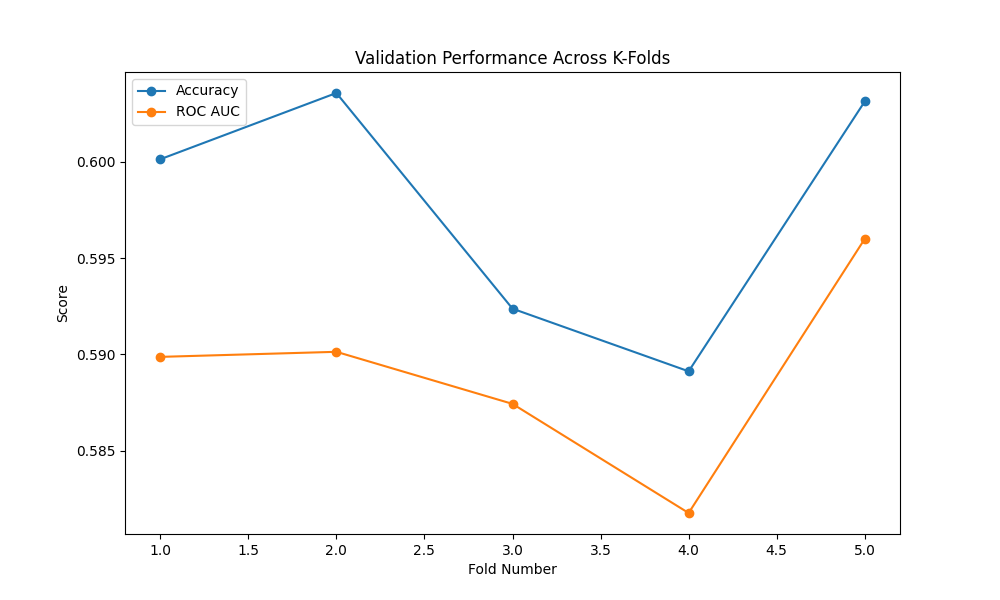 Validation Performance Across K-Folds
Accuracy
ROC AUC
0.600
0.595
0.590
0.585
Score
1.0 1.5 2.0 2.5 3.0 3.5 4.0 4.5 5.0
Fold Number